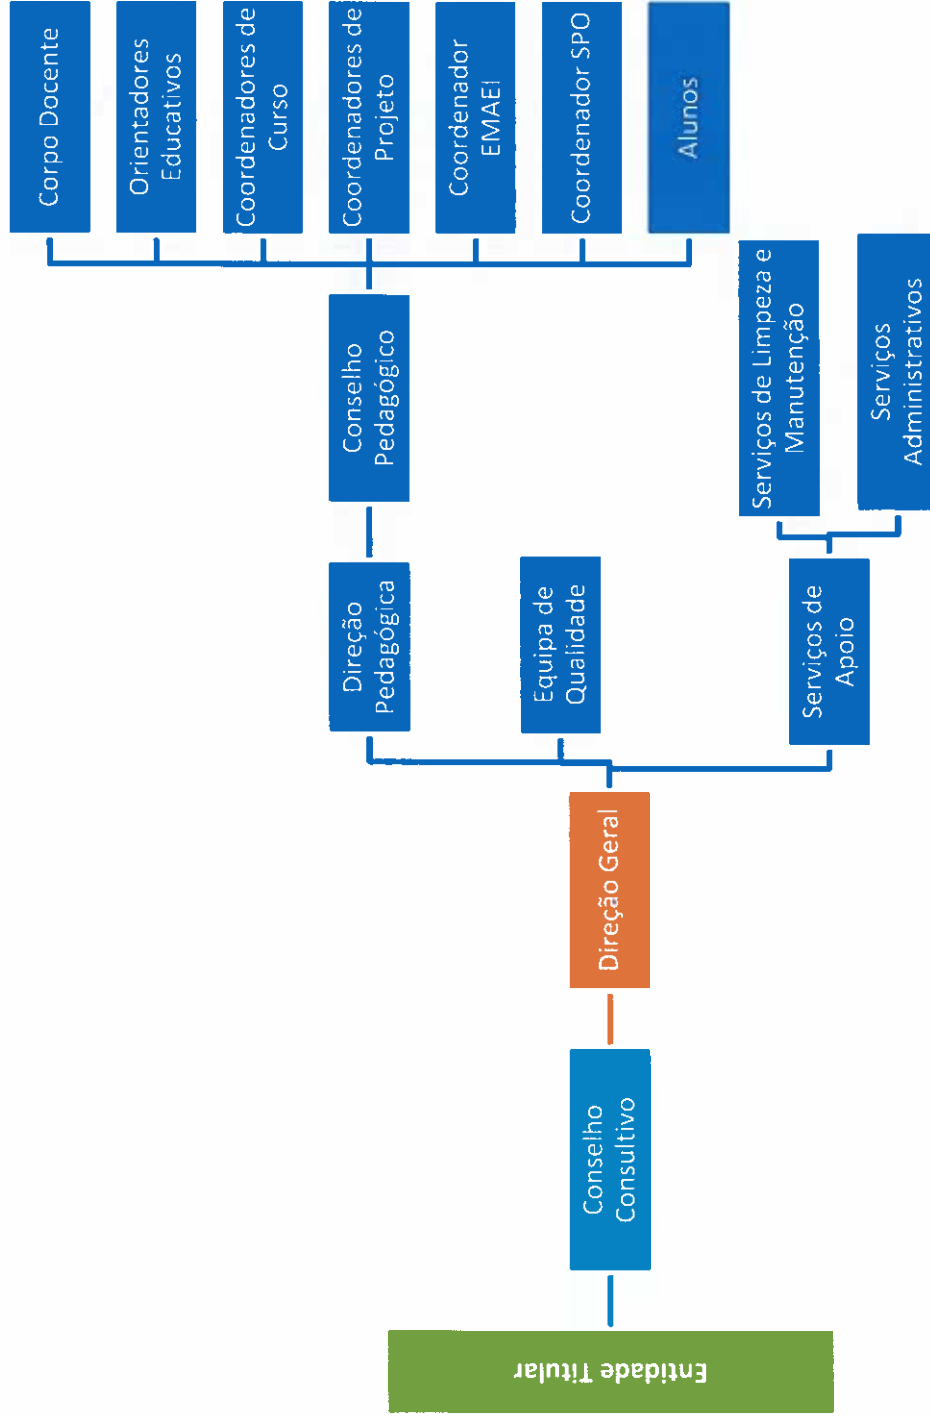 Entidade Titular
Conselho
Consultivo
Direção Geral
Direção
Pedagógica
Equipa de
Qualidade
Serviços de
Apoio
Conselho
Pedagógico
Serviços de Limpeza e
Manutenção
Serviços
Administrativos
Corpo Docente
Orientadores
Educativos
Coordenadores de
Curso
Coordenadores de
Projeto
Coordenador
EMAEI
Coordenador SPO
Alunos